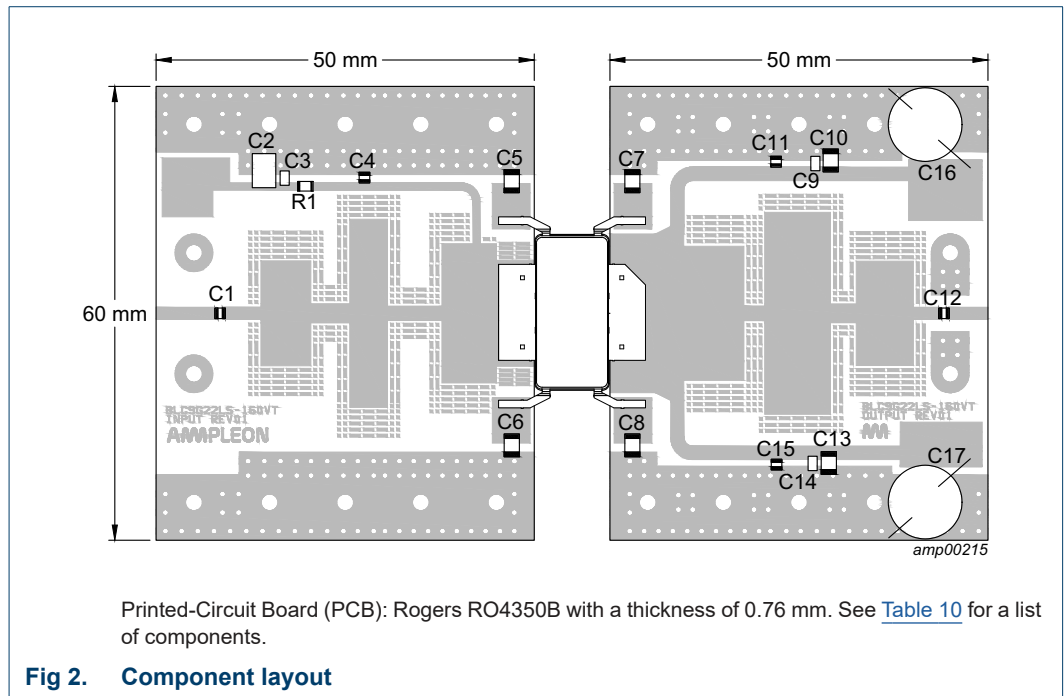 50 mm
50 mm
60 mm
C2
C3
C4
R1
C5
C7
C11
C10
C9
C16
C1
C12
BLC9G22LS-160VT
INPUT REV01
AMPLEON
C6
C8
BLC9G22LS-160VT
OUTPUT REV01
C15
C13
C14
C17
amp00215
Printed-Circuit Board (PCB): Rogers RO4350B with a thickness of 0.76 mm. See Table 10 for a list
of components.
Fig 2. Component layout